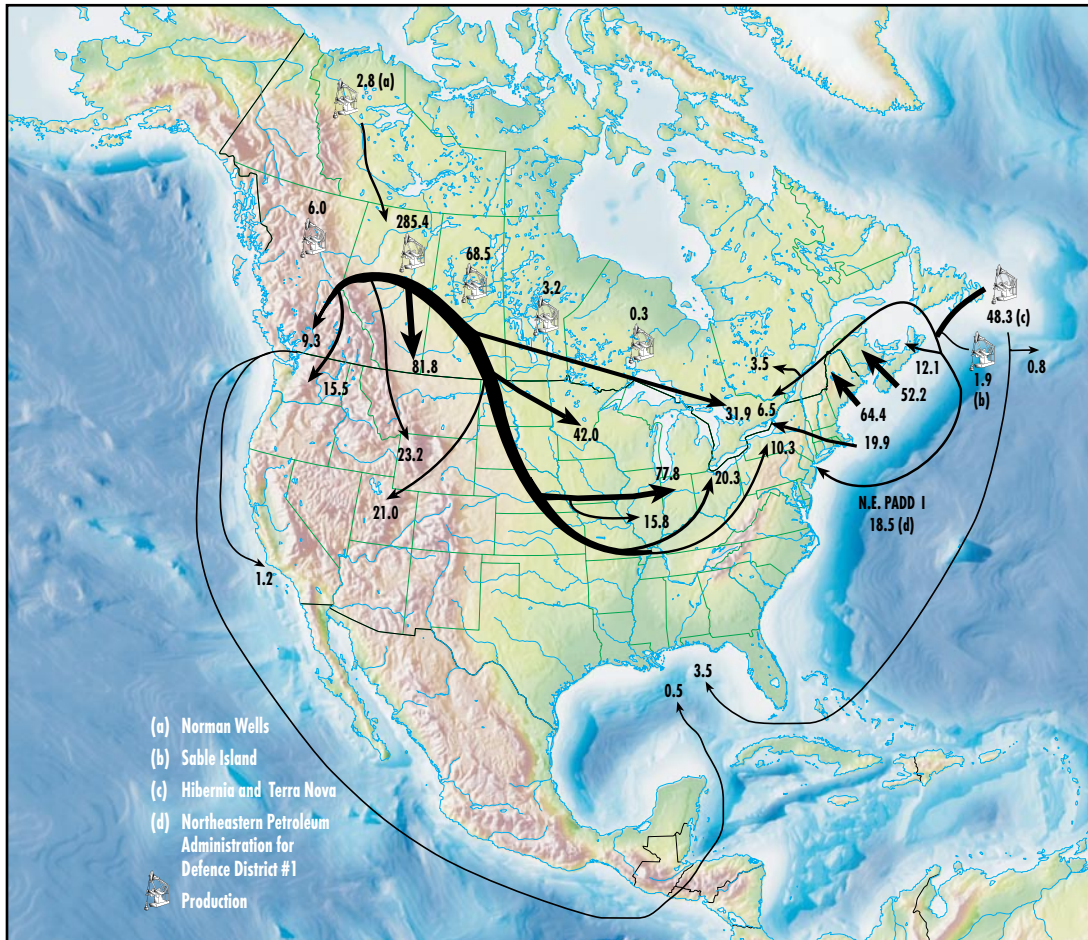 2.8 (a)
6.0
285.4
68.5
3.2
0.3
48.3 (c)
9.3
81.8
3.5
12.1
1.9
(b)
0.8
15.5
31.9
6.5
52.2
64.4
42.0
10.3
19.9
23.2
77.8
20.3
21.0
15.8
N.E. PADD I
18.5 (d)
1.2
3.5
0.5
(a) Norman Wells
(b) Sable Island
(c) Hibernia and Terra Nova
(d) Northeastern Petroleum
Administration for
Defence District #1
Production